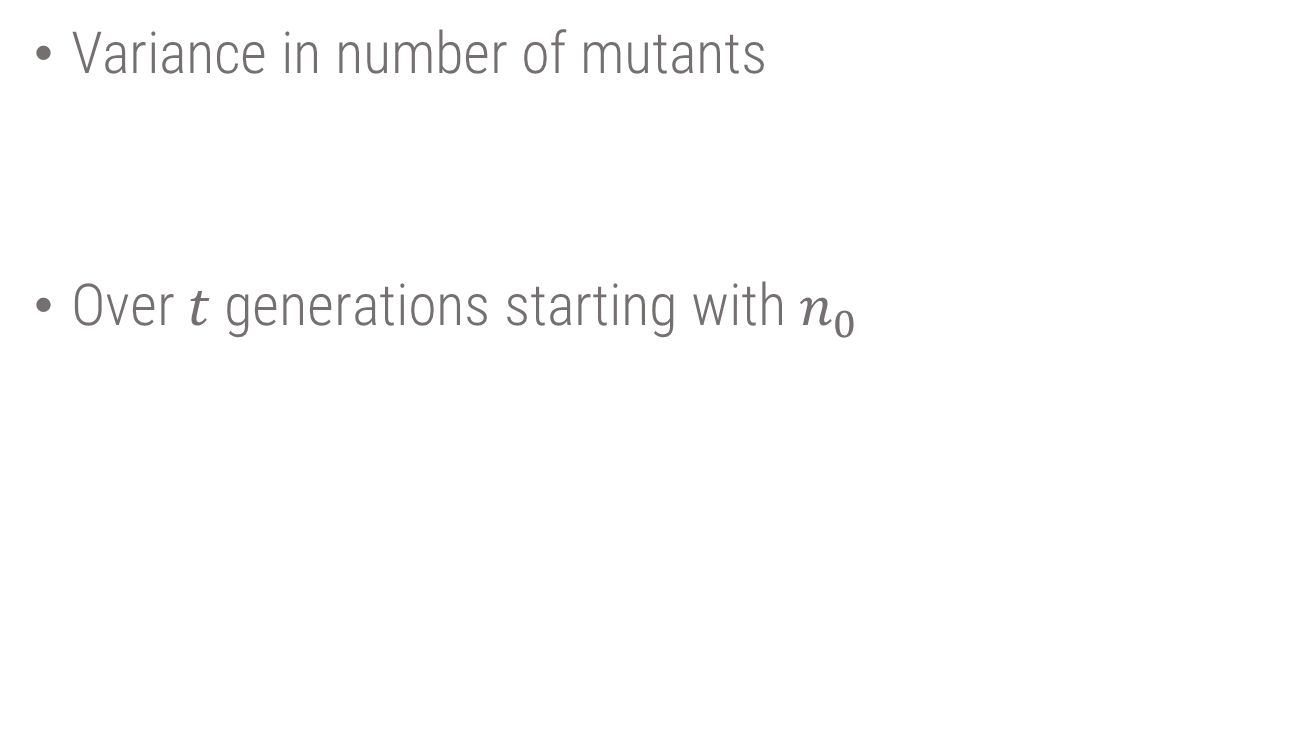 • Variance in number of mutants
• Over t generations starting with n₀